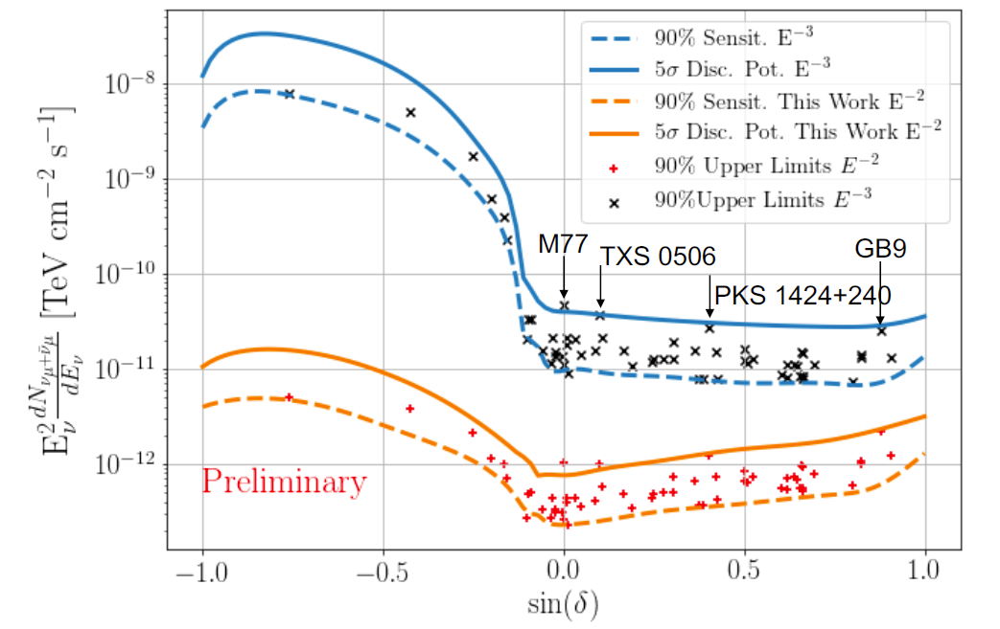 90% Sensit. E⁻³
5σ Disc. Pot. E⁻³
90% Sensit. This Work E⁻²
5σ Disc. Pot. This Work E⁻²
90% Upper Limits E⁻²
90%Upper Limits E⁻³
10⁻⁸
10⁻⁹
10⁻¹⁰
10⁻¹¹
10⁻¹²
E²_ν dN_{ν_μ+ν̄_μ}/dE_ν [TeV cm⁻² s⁻¹]
M77
TXS 0506
PKS 1424+240
GB9
Preliminary
−1.0 −0.5 0.0 0.5 1.0
sin(δ)